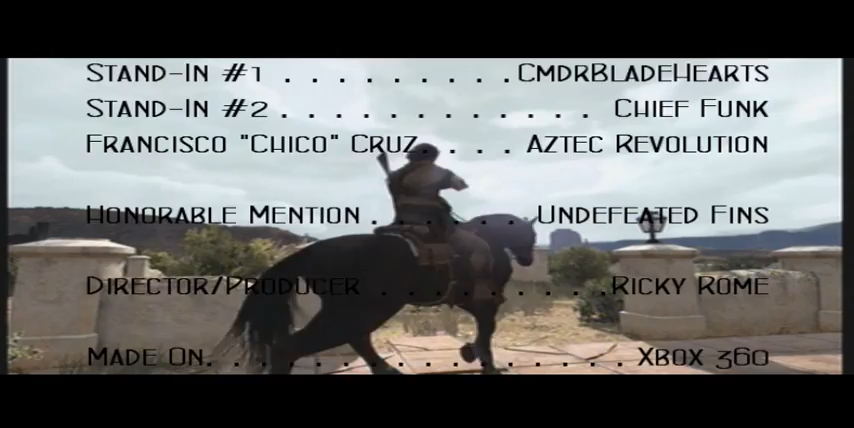 Stand-In #1 . . . . . . . . . CmdrBladeHearts
Stand-In #2 . . . . . . . . . . . . Chief Funk
Francisco "Chico" Cruz. . . . Aztec Revolution
Honorable Mention . . . . . . Undefeated Fins
Director/Producer . . . . . . . . . Ricky Rome
Made On. . . . . . . . . . . . . . . . Xbox 360